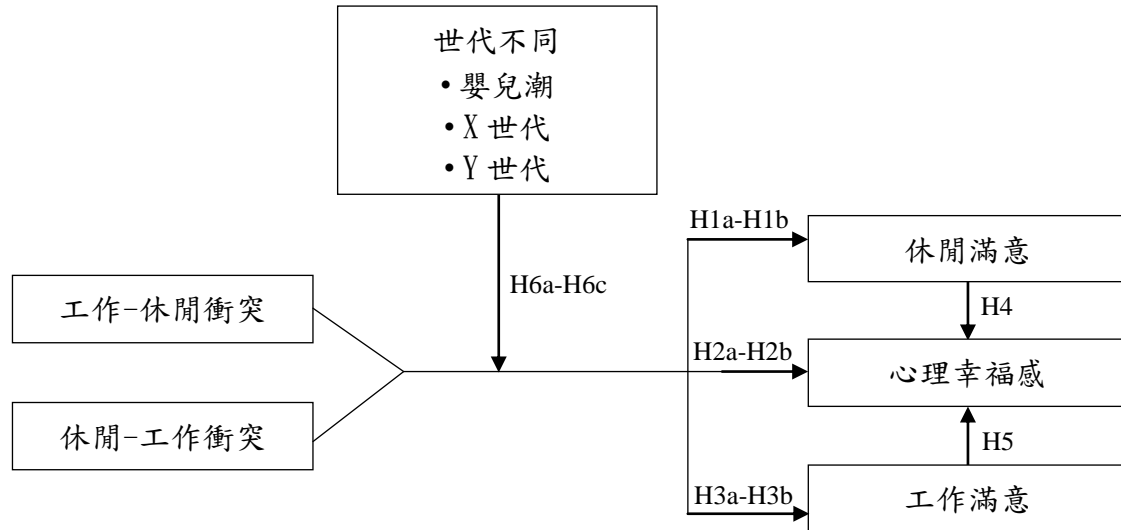 世代不同
•嬰兒潮
•X 世代
•Y 世代
H1a-H1b
休閒滿意
H6a-H6c
工作-休閒衝突
H4
H2a-H2b
心理幸福感
休閒-工作衝突
H5
H3a-H3b
工作滿意